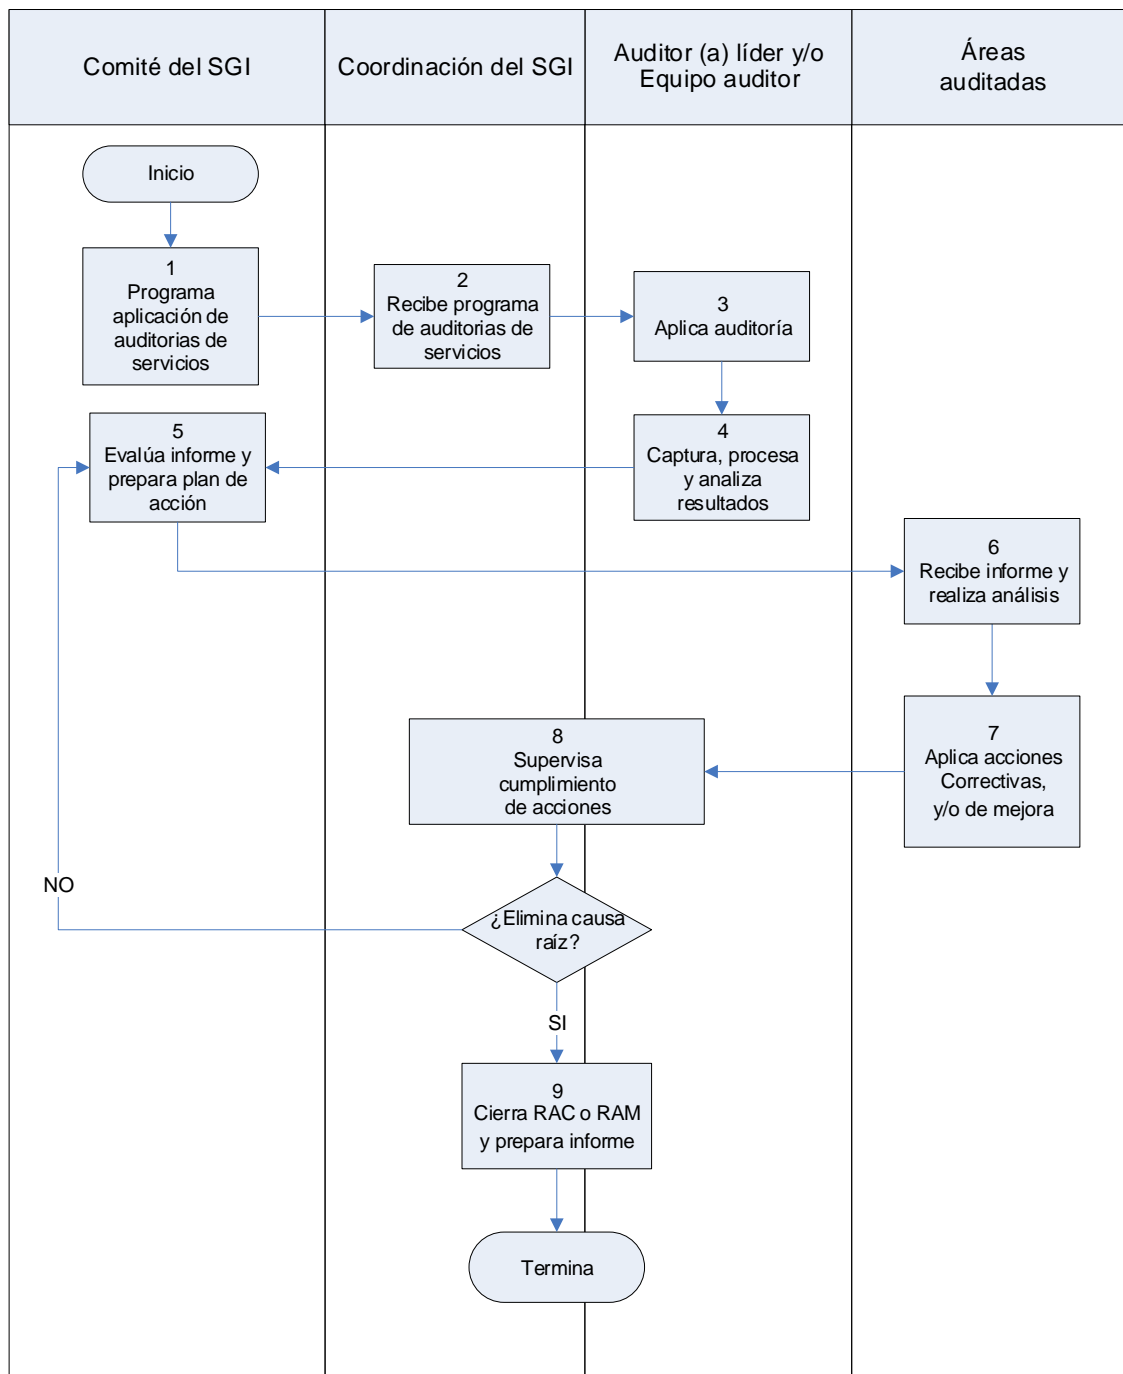 Comité del SGI
Coordinación del SGI
Auditor (a) líder y/o
Equipo auditor
Áreas
auditadas
Inicio
1
Programa
aplicación de
auditorias de
servicios
2
Recibe programa
de auditorias de
servicios
3
Aplica auditoría
5
Evalúa informe y
prepara plan de
acción
4
Captura, procesa
y analiza
resultados
6
Recibe informe y
realiza análisis
8
Supervisa
cumplimiento
de acciones
7
Aplica acciones
Correctivas,
y/o de mejora
NO
¿Elimina causa
raíz?
SI
9
Cierra RAC o RAM
y prepara informe
Termina